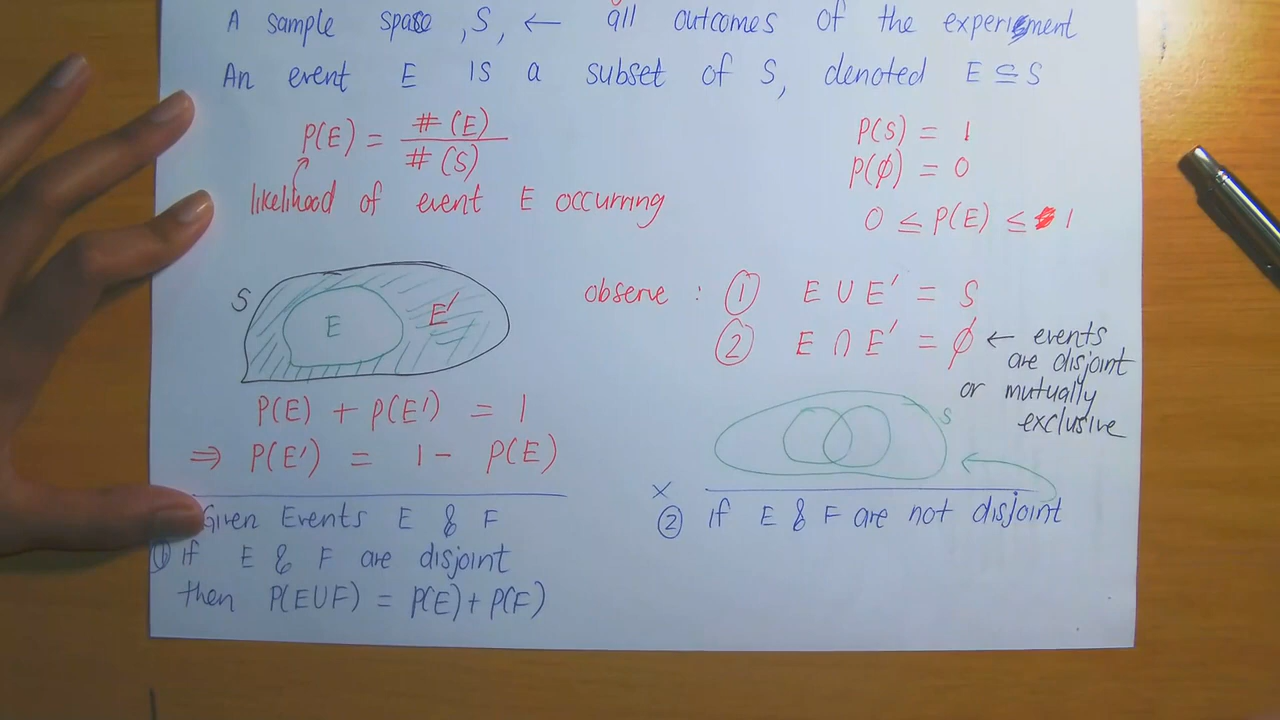 A sample space, S, ← all outcomes of the experiment
An event E is a subset of S, denoted E ⊆ S
P(E) = #(E) / #(S)
likelihood of event E occurring
P(S) = 1
P(∅) = 0
0 ≤ P(E) ≤ 1
S
E
E'
P(E) + P(E') = 1
⇒ P(E') = 1 - P(E)
observe : ① E ∪ E' = S
② E ∩ E' = ∅ ← events
are disjoint
or mutually
exclusive
S
Given Events E & F
① if E & F are disjoint
then P(E∪F) = P(E) + P(F)
x
② if E & F are not disjoint